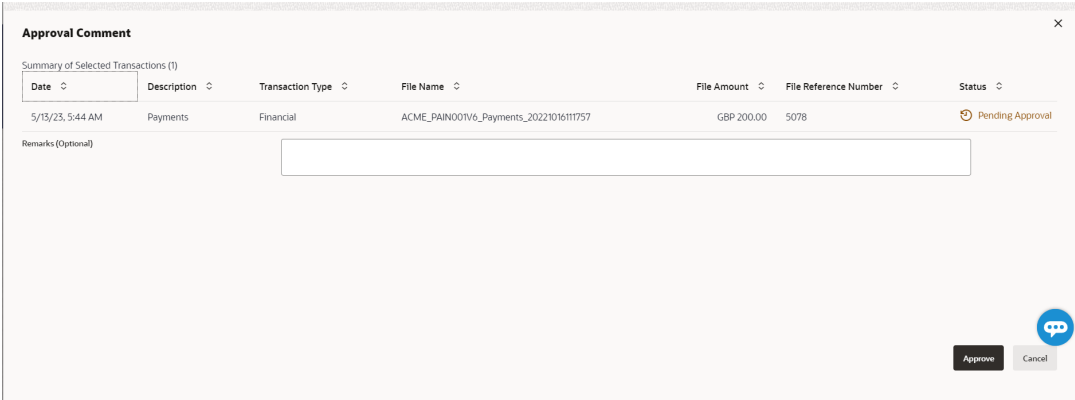 Approval Comment
Summary of Selected Transactions (1)
Date Description Transaction Type File Name File Amount File Reference Number Status
5/13/23, 5:44 AM Payments Financial ACME_PAIN001V6_Payments_20221016111757 GBP 200.00 5078 Pending Approval
Remarks (Optional)
Approve Cancel